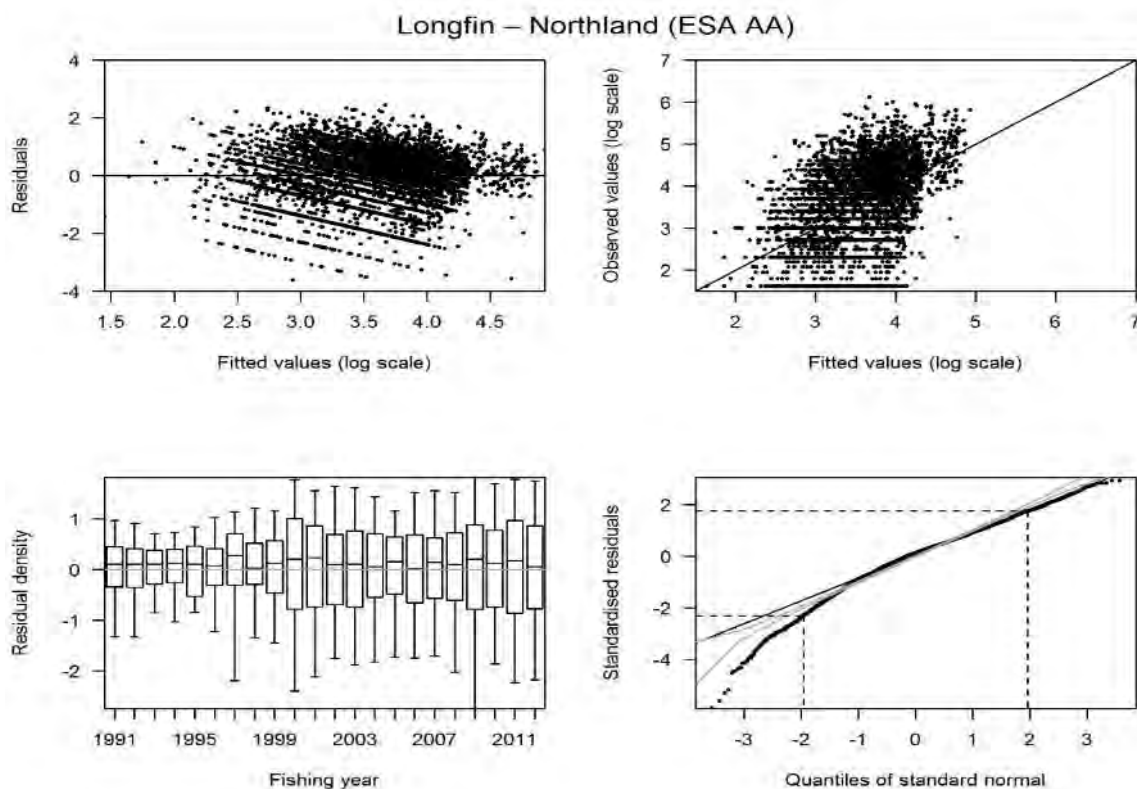 Longfin – Northland (ESA AA)
Residuals
4
2
0
-2
-4
1.5 2.0 2.5 3.0 3.5 4.0 4.5
Fitted values (log scale)
Observed values (log scale)
7
6
5
4
3
2
2 3 4 5 6 7
Fitted values (log scale)
Residual density
1
0
-1
-2
1991 1995 1999 2003 2007 2011
Fishing year
Standardised residuals
2
0
-2
-4
-3 -2 -1 0 1 2 3
Quantiles of standard normal